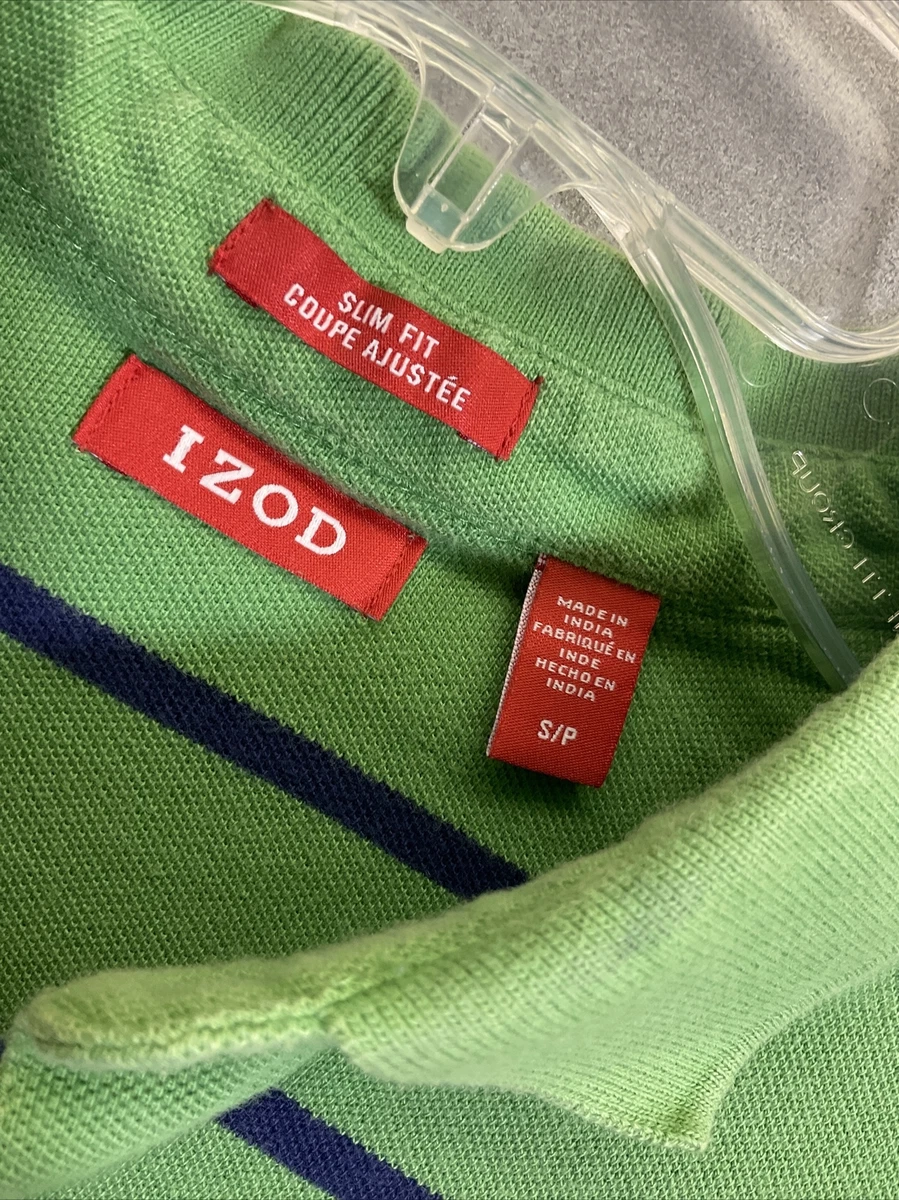 SLIM FIT
COUPE AJUSTÉE
IZOD
MADE IN
INDIA
FABRIQUÉ EN
INDE
HECHO EN
INDIA
S/P